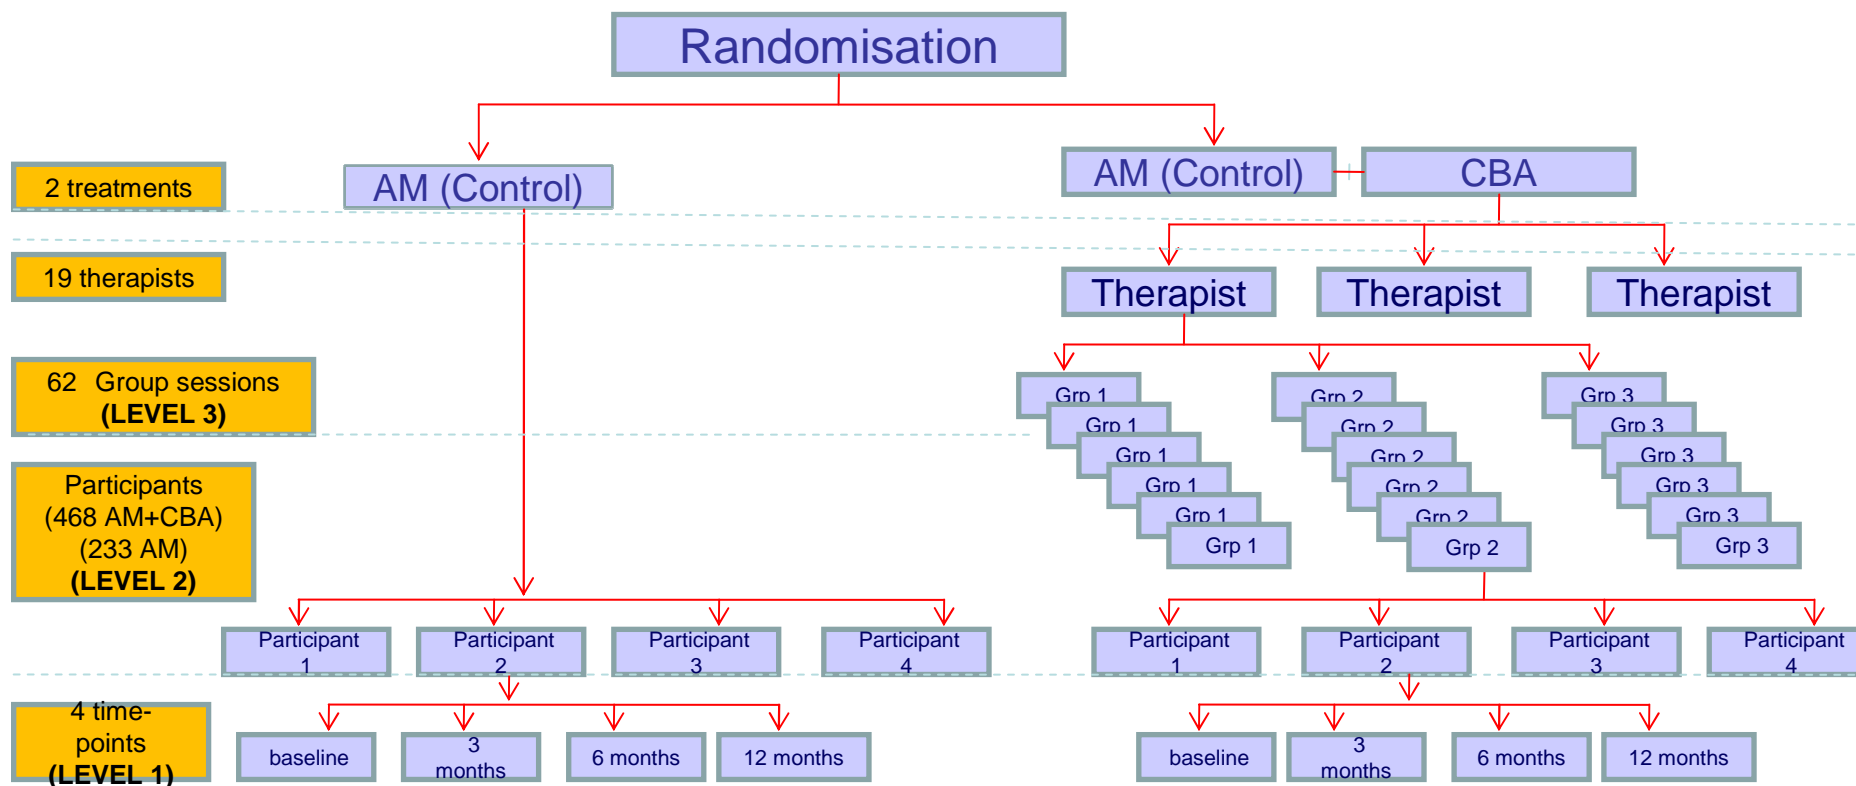 Randomisation
2 treatments
AM (Control)
AM (Control)
CBA
19 therapists
Therapist
Therapist
Therapist
62 Group sessions
(LEVEL 3)
Grp 1
Grp 1
Grp 1
Grp 1
Grp 1
Grp 1
Grp 2
Grp 2
Grp 2
Grp 2
Grp 2
Grp 2
Grp 3
Grp 3
Grp 3
Grp 3
Grp 3
Grp 3
Participants
(468 AM+CBA)
(233 AM)
(LEVEL 2)
Participant
1
Participant
2
Participant
3
Participant
4
Participant
1
Participant
2
Participant
3
Participant
4
4 time-
points
(LEVEL 1)
baseline
3
months
6 months
12 months
baseline
3
months
6 months
12 months